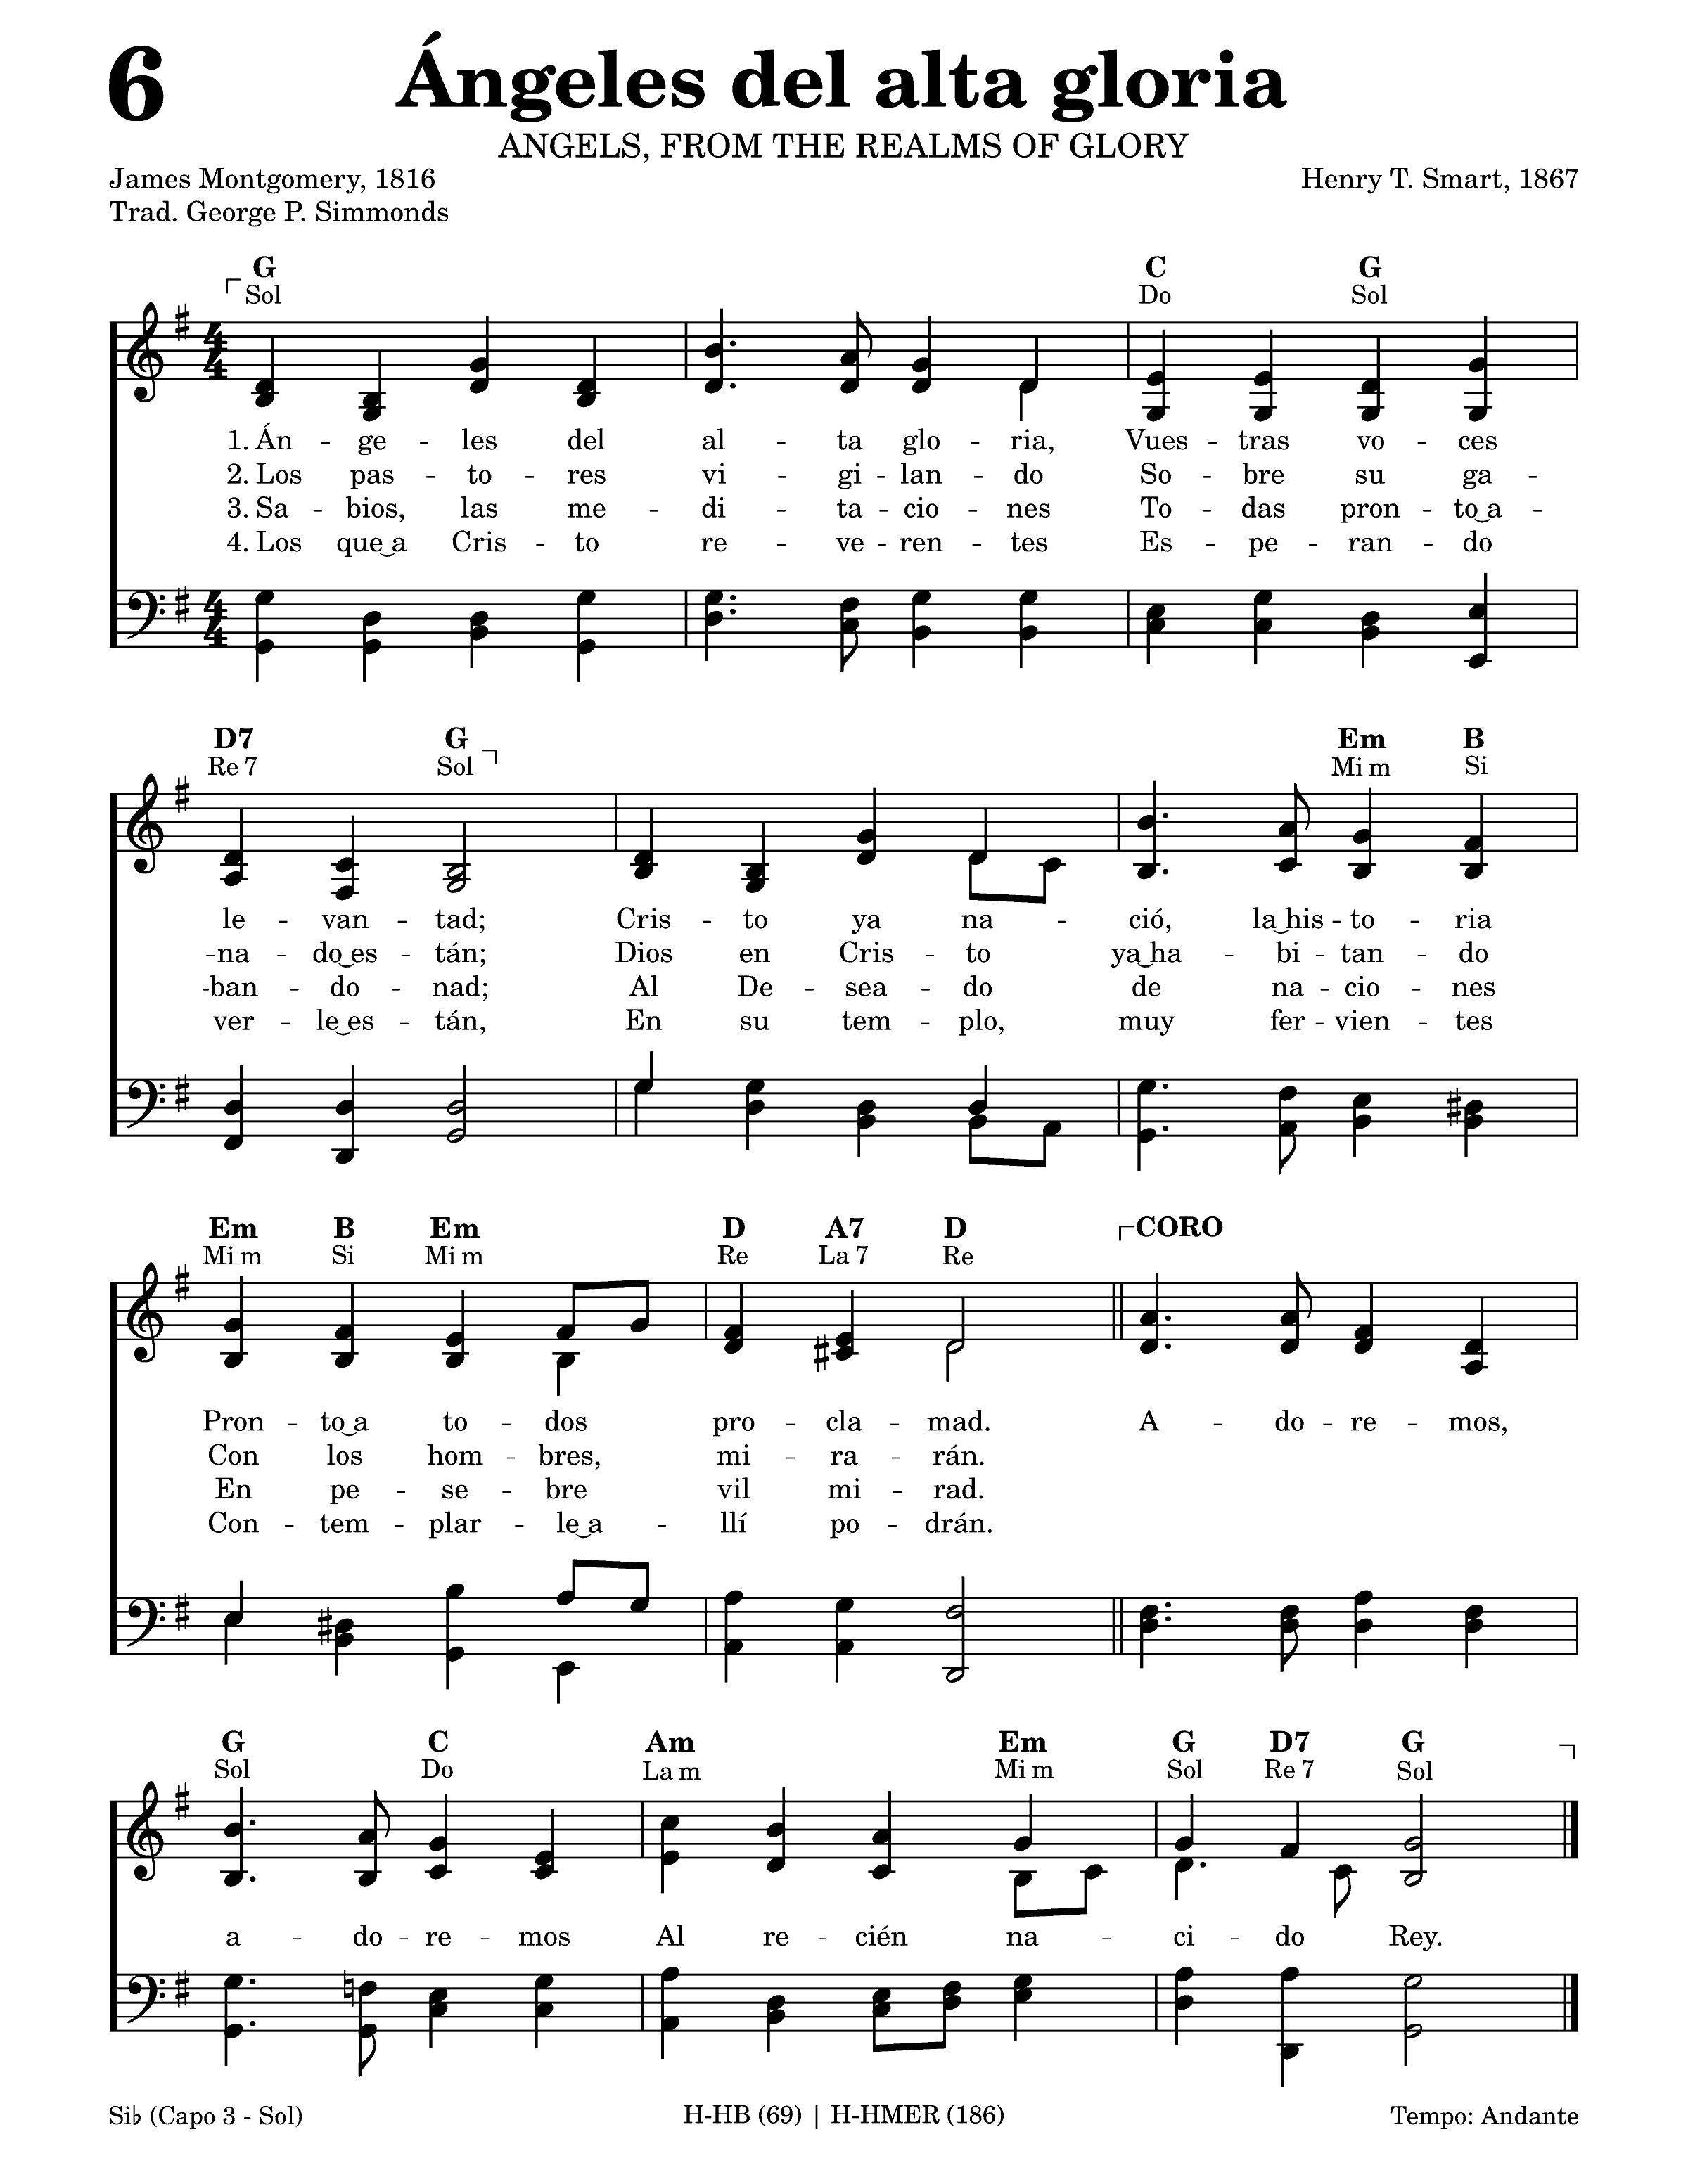 6
Ángeles del alta gloria
ANGELS, FROM THE REALMS OF GLORY
James Montgomery, 1816
Henry T. Smart, 1867
Trad. George P. Simmonds
G C G
Sol Do Sol
1. Án - ge - les del al - ta glo - ria, Vues - tras vo - ces
2. Los pas - to - res vi - gi - lan - do So - bre su ga -
3. Sa - bios, las me - di - ta - cio - nes To - das pron - to‿a -
4. Los que‿a Cris - to re - ve - ren - tes Es - pe - ran - do
D7 G Em B
Re 7 Sol Mi m Si
le - van - tad; Cris - to ya na - ció, la‿his - to - ria
-na - do‿es - tán; Dios en Cris - to ya‿ha - bi - tan - do
-ban - do - nad; Al De - sea - do de na - cio - nes
ver - le‿es - tán, En su tem - plo, muy fer - vien - tes
Em B Em D A7 D CORO
Mi m Si Mi m Re La 7 Re
Pron - to‿a to - dos pro - cla - mad. A - do - re - mos,
Con los hom - bres, mi - ra - rán.
En pe - se - bre vil mi - rad.
Con - tem - plar - le‿a - llí po - drán.
G C Am Em G D7 G
Sol Do La m Mi m Sol Re 7 Sol
a - do - re - mos Al re - cién na - ci - do Rey.
Si♭ (Capo 3 - Sol)
H-HB (69) | H-HMER (186)
Tempo: Andante